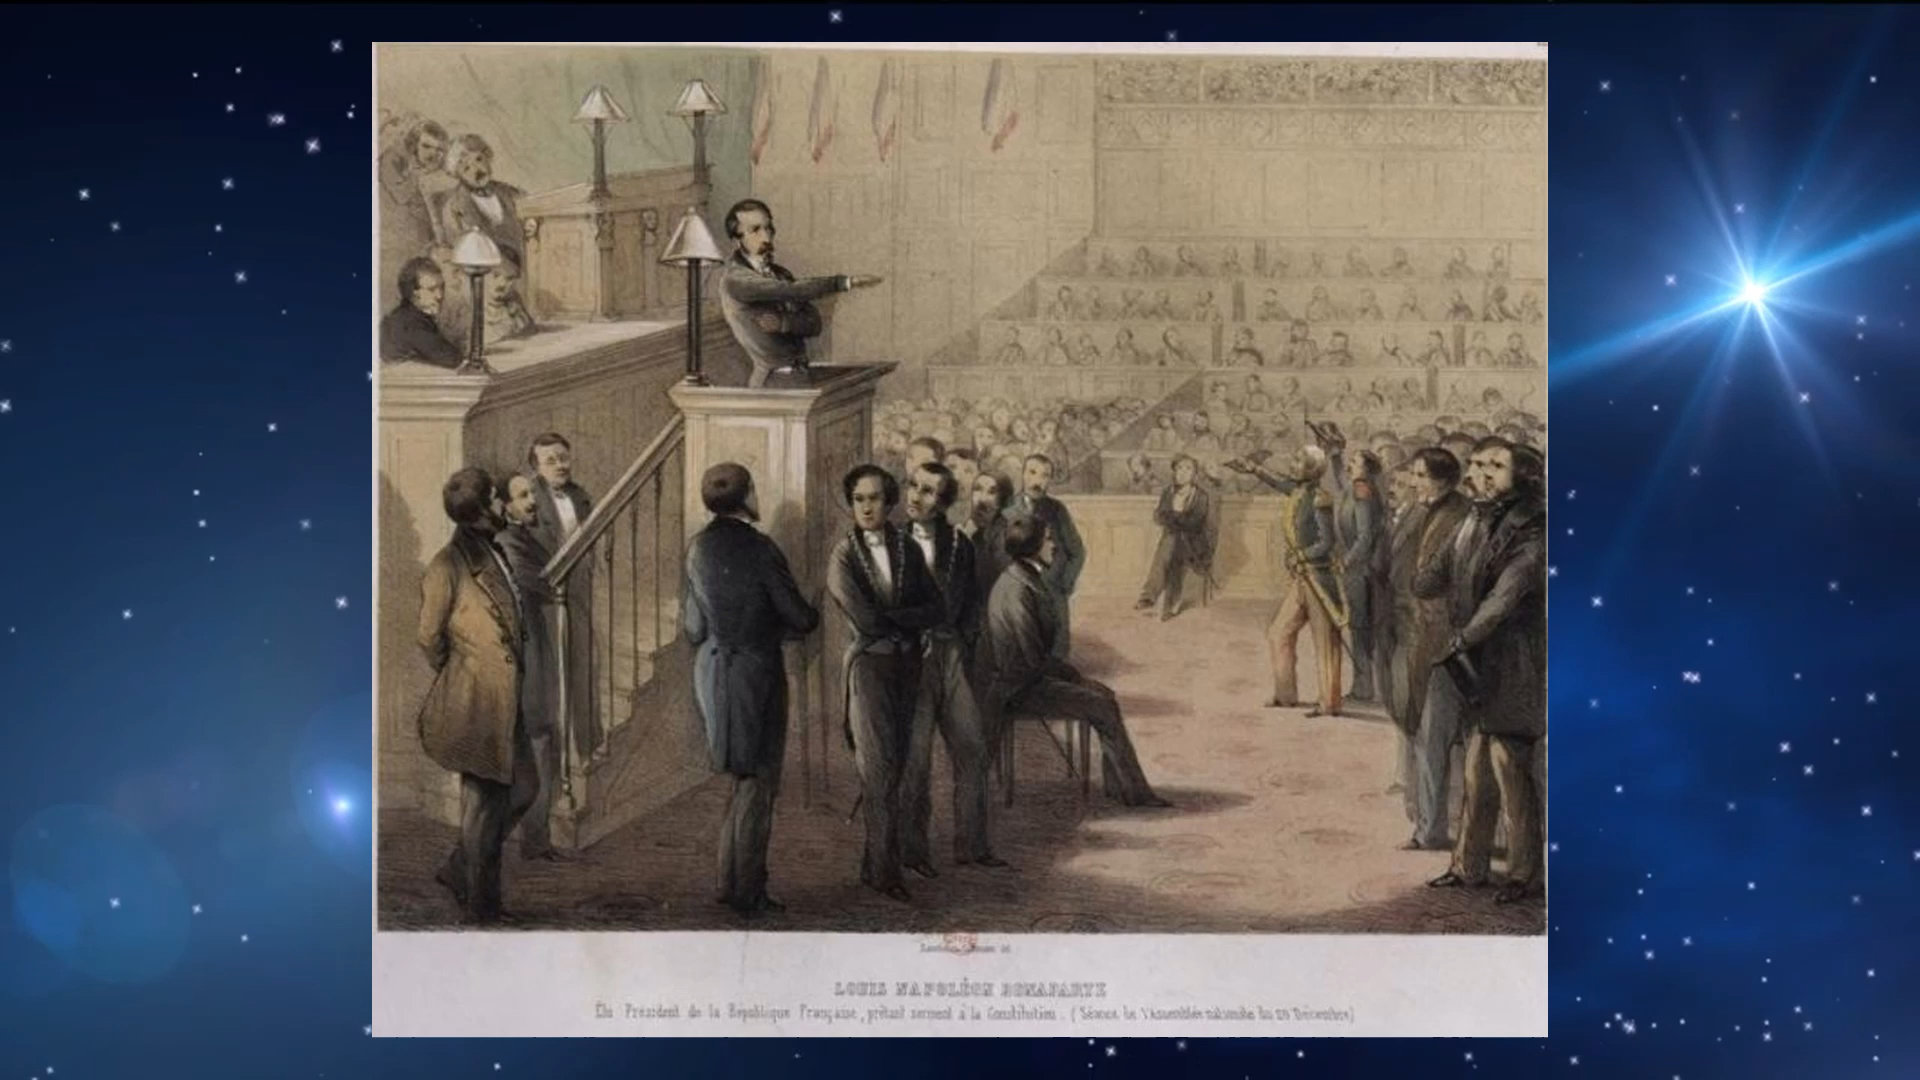 LOUIS NAPOLÉON BONAPARTE
Élu Président de la République Française, prêtant serment à la Constitution. (Séance de l'Assemblée nationale du 20 Décembre)